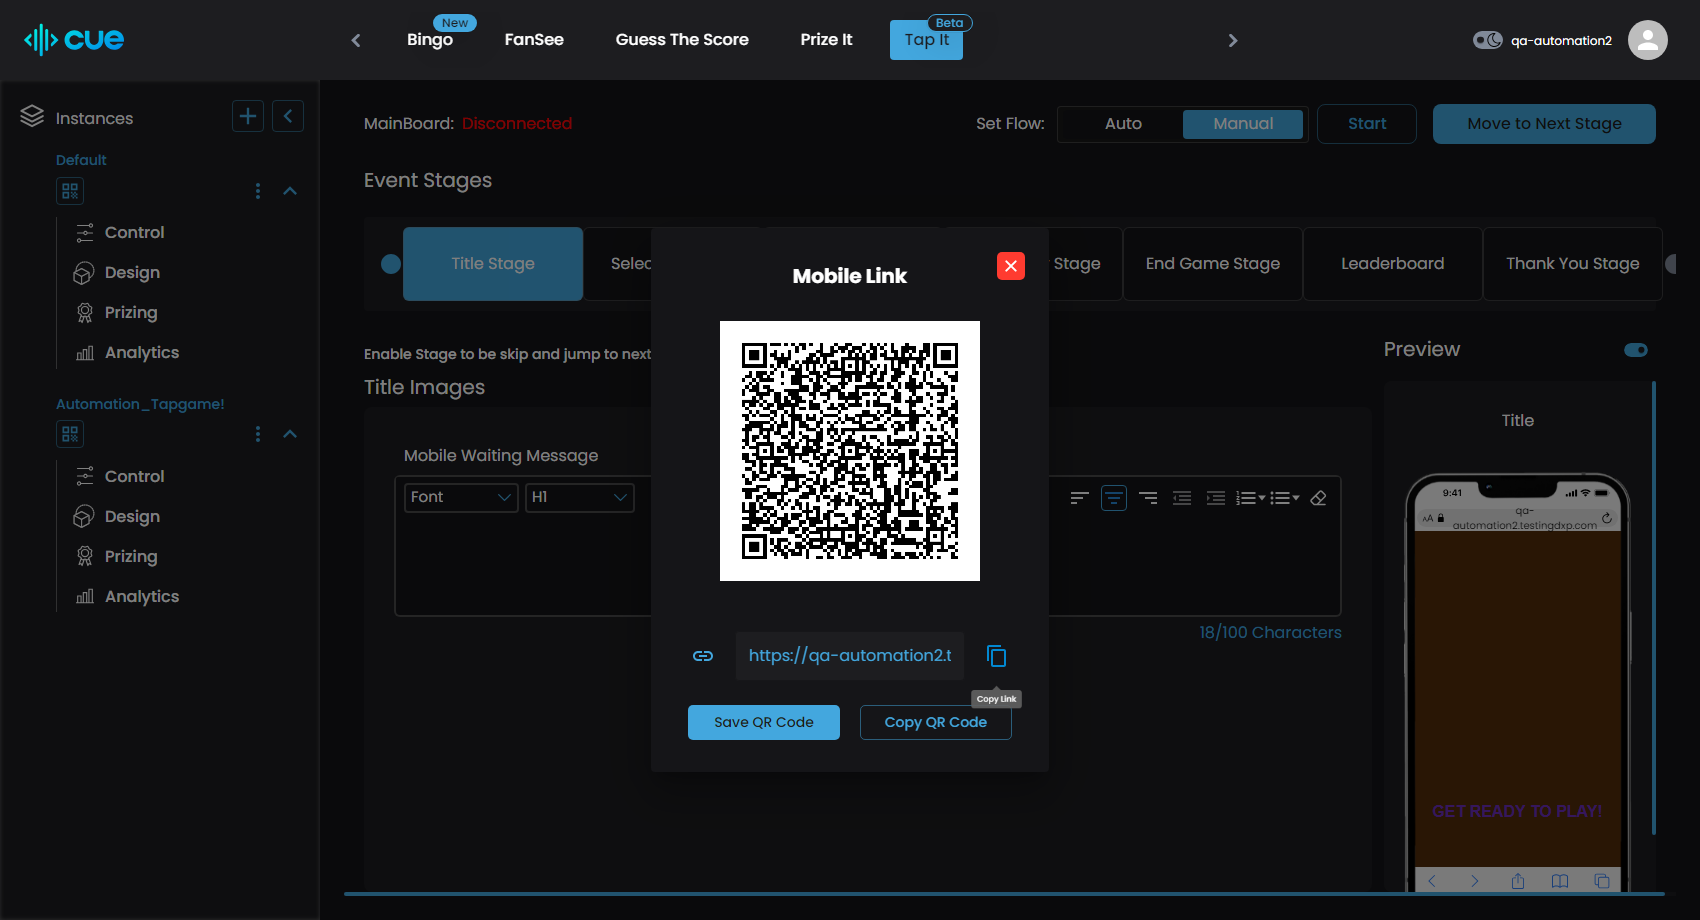 cue
Bingo
New
FanSee
Guess The Score
Prize It
Tap It
Beta
qa-automation2
Instances
Default
Control
Design
Prizing
Analytics
Automation_Tapgame!
Control
Design
Prizing
Analytics
MainBoard: Disconnected
Set Flow:
Auto
Manual
Start
Move to Next Stage
Event Stages
Title Stage
Selec
Stage
End Game Stage
Leaderboard
Thank You Stage
Enable Stage to be skip and jump to next
Title Images
Mobile Waiting Message
Font
H1
18/100 Characters
Mobile Link
https://qa-automation2.t
Copy Link
Save QR Code
Copy QR Code
Preview
Title
9:41
AA
qa-
automation2.testingdxp.com
GET READY TO PLAY!